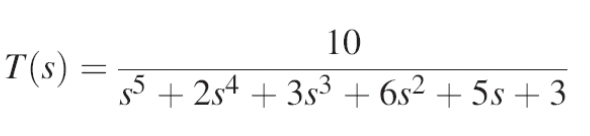 T(s) = 10 / (s^5 + 2s^4 + 3s^3 + 6s^2 + 5s + 3)